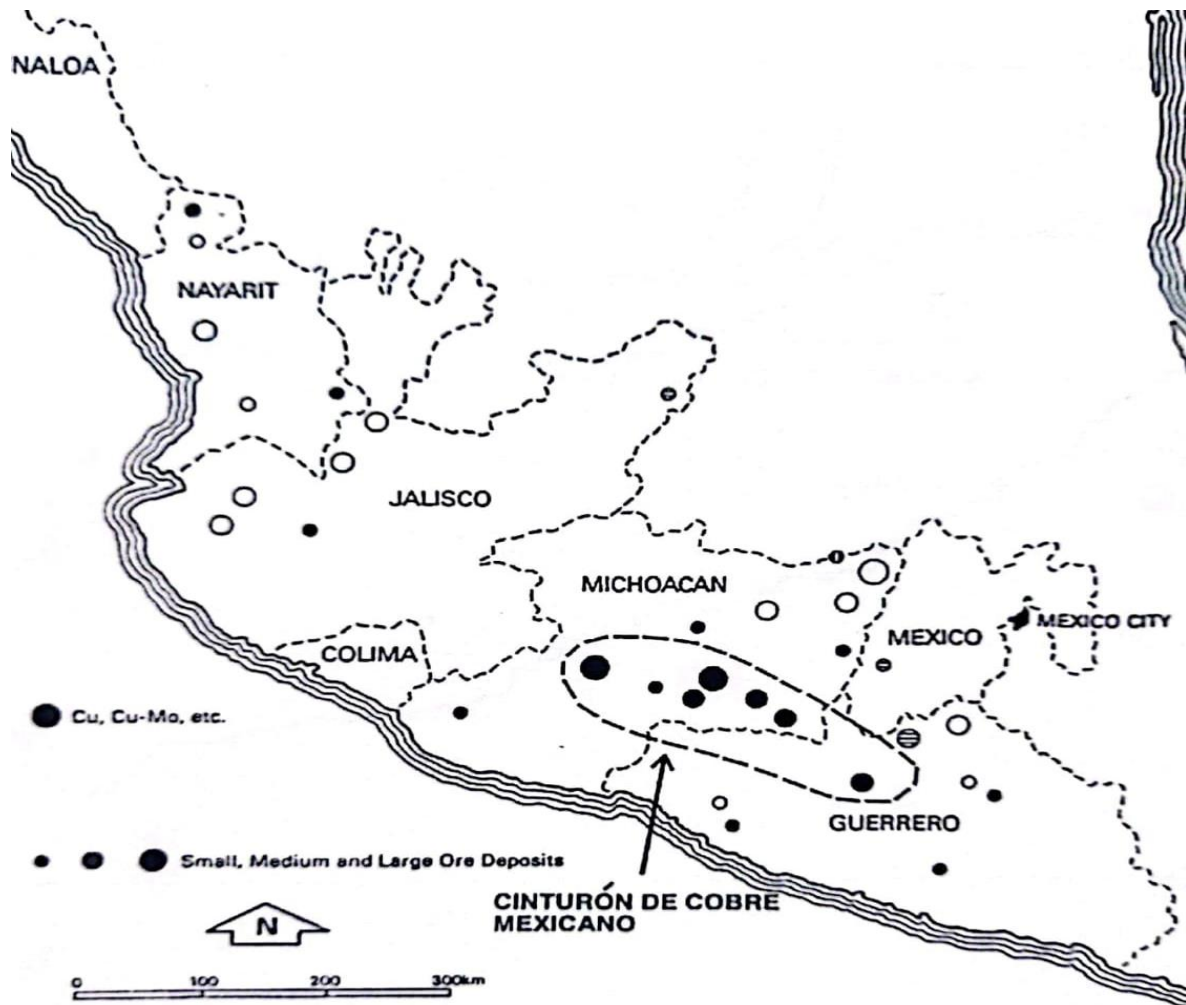 NALOA
NAYARIT
JALISCO
MICHOACAN
MEXICO
MEXICO CITY
COLIMA
Cu, Cu-Mo, etc.
GUERRERO
Small, Medium and Large Ore Deposits
CINTURÓN DE COBRE
MEXICANO
N
0 100 200 300km